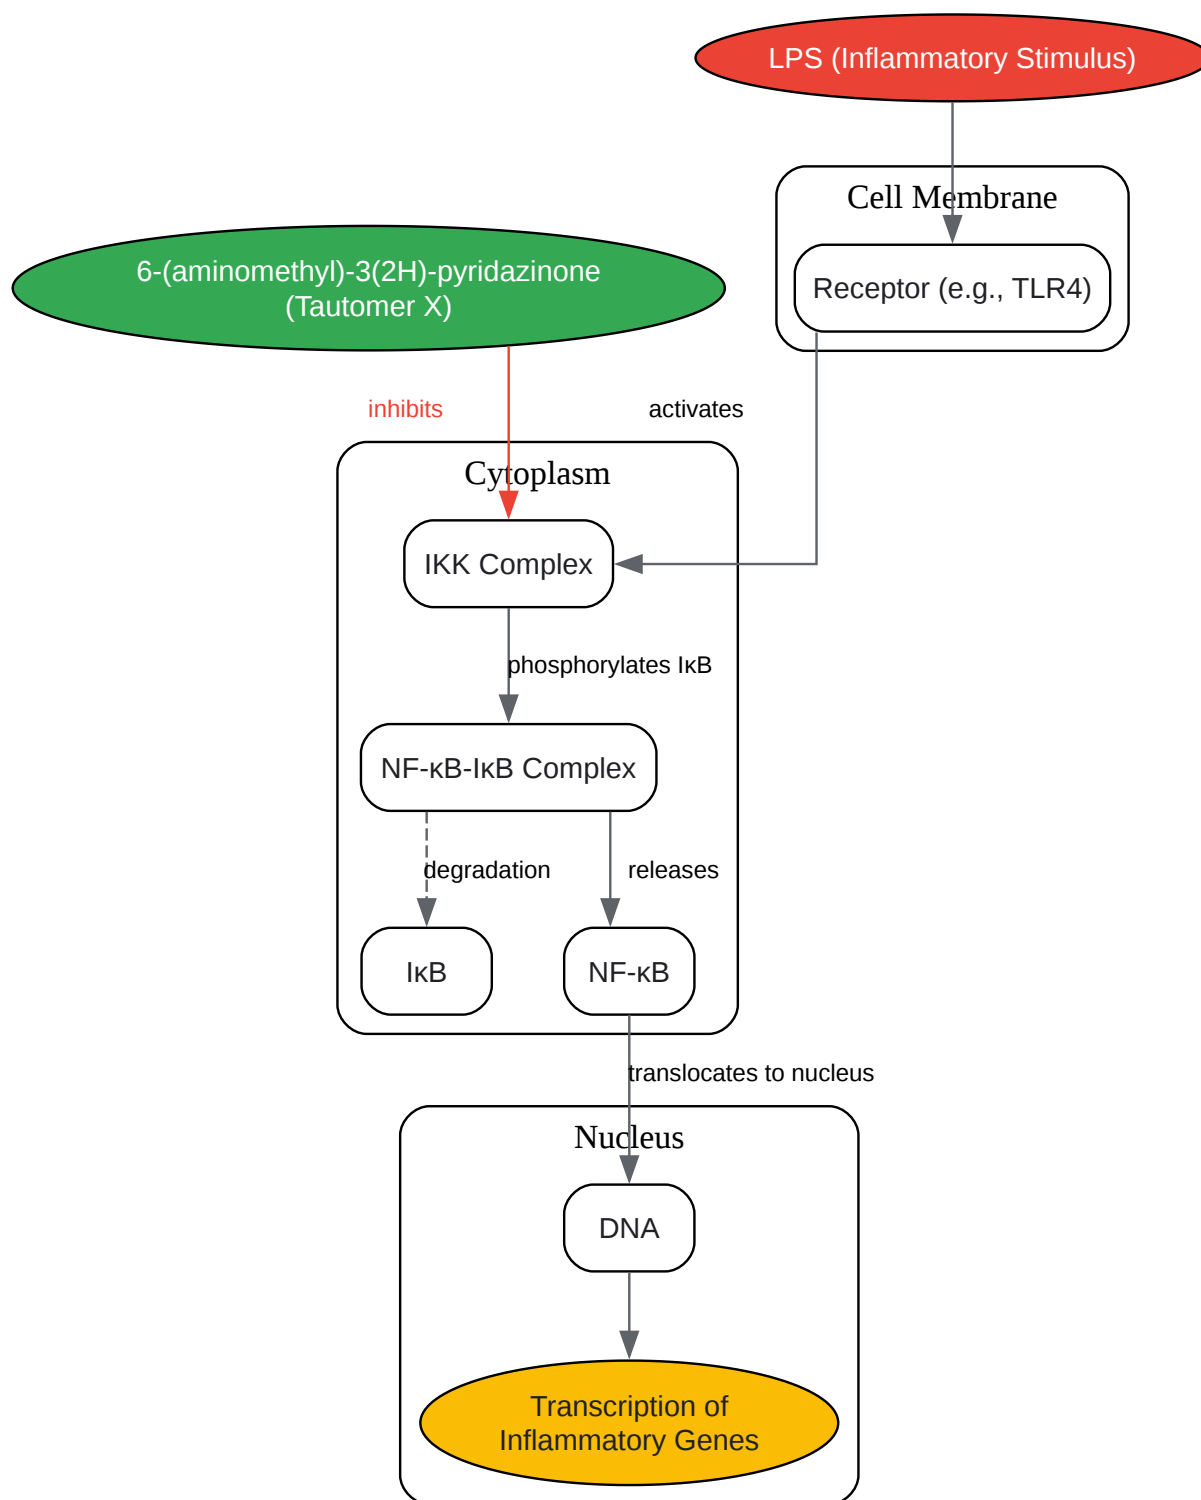 LPS (Inflammatory Stimulus)
Cell Membrane
Receptor (e.g., TLR4)
6-(aminomethyl)-3(2H)-pyridazinone
(Tautomer X)
inhibits
activates
Cytoplasm
IKK Complex
phosphorylates IκB
NF-κB-IκB Complex
degradation
releases
IκB
NF-κB
translocates to nucleus
Nucleus
DNA
Transcription of
Inflammatory Genes